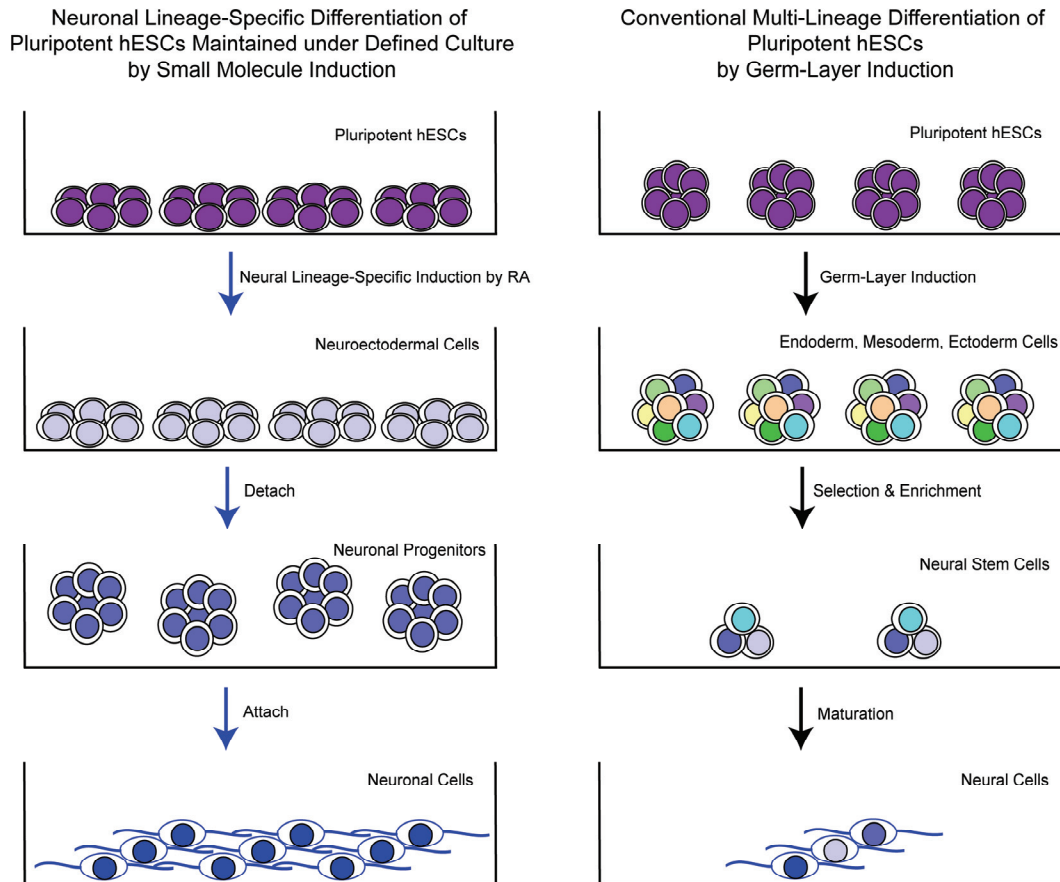 Neuronal Lineage-Specific Differentiation of
Pluripotent hESCs Maintained under Defined Culture
by Small Molecule Induction
Pluripotent hESCs
Neural Lineage-Specific Induction by RA
Neuroectodermal Cells
Detach
Neuronal Progenitors
Attach
Neuronal Cells
Conventional Multi-Lineage Differentiation of
Pluripotent hESCs
by Germ-Layer Induction
Pluripotent hESCs
Germ-Layer Induction
Endoderm, Mesoderm, Ectoderm Cells
Selection & Enrichment
Neural Stem Cells
Maturation
Neural Cells